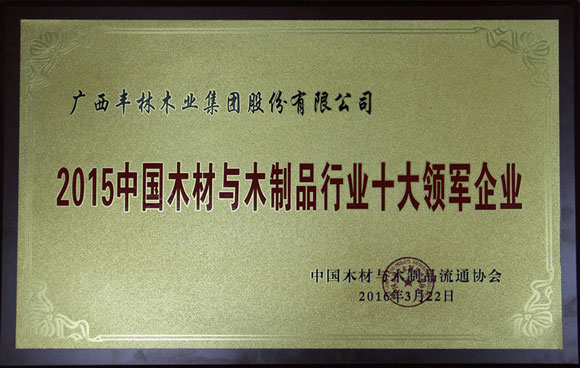 广西丰林木业集团股份有限公司
2015中国木材与木制品行业十大领军企业
中国木材与木制品流通协会
2016年3月22日